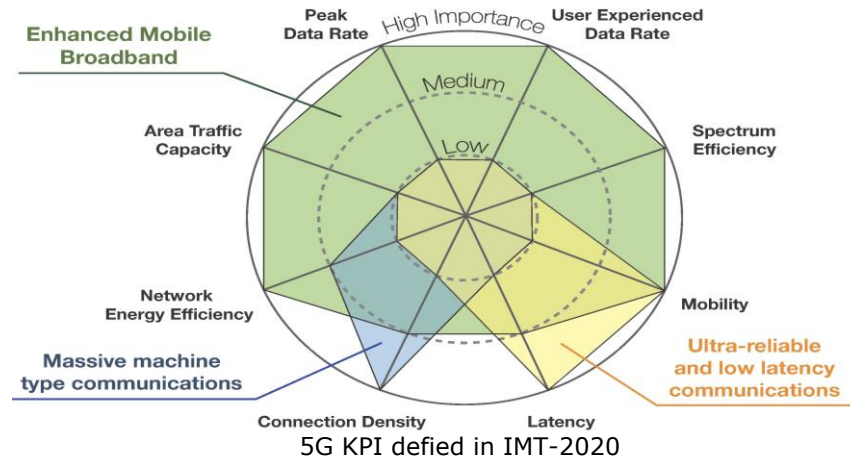 Peak
Data Rate
High Importance
User Experienced
Data Rate
Enhanced Mobile
Broadband
Medium
Area Traffic
Capacity
Low
Spectrum
Efficiency
Network
Energy Efficiency
Mobility
Massive machine
type communications
Ultra-reliable
and low latency
communications
Connection Density
Latency
5G KPI defied in IMT-2020